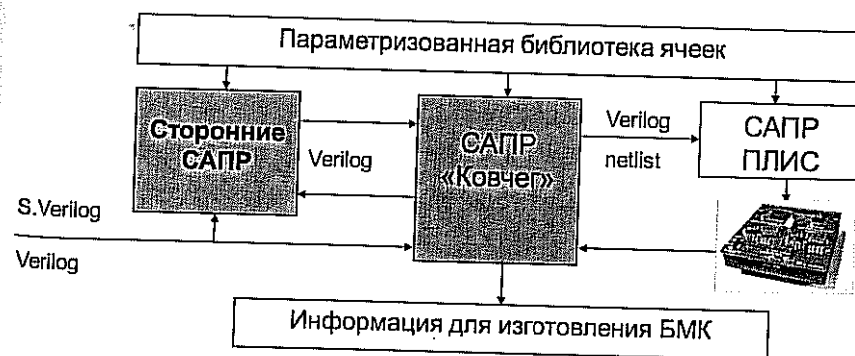 Параметризованная библиотека ячеек
Сторонние
САПР
Verilog
САПР
«Ковчег»
Verilog
netlist
САПР
ПЛИС
S.Verilog
Verilog
Информация для изготовления БМК